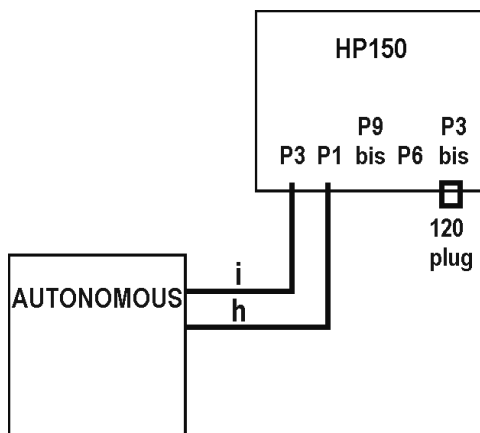 HP150
P9 P3
P3 P1 bis P6 bis
120
plug
i
AUTONOMOUS
h